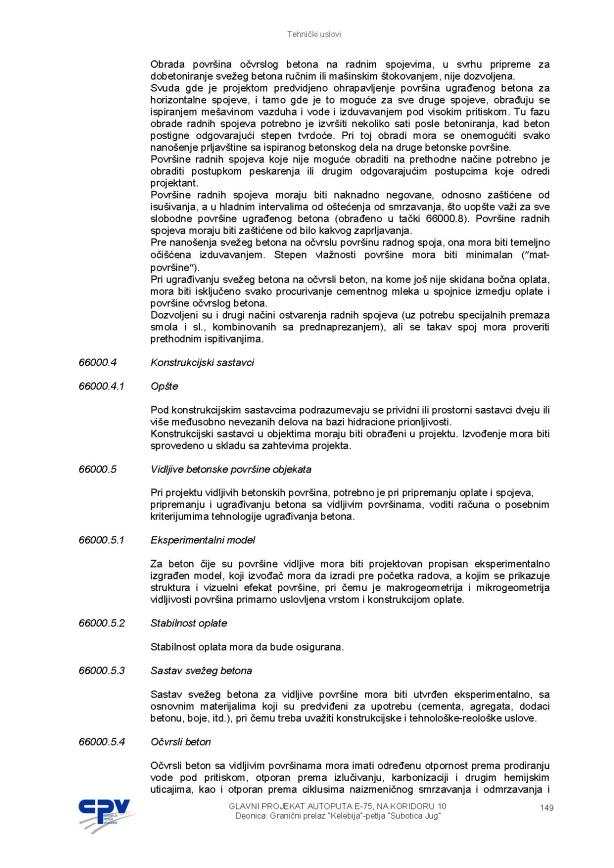 Tehnički uslovi
Obrada površina očvrslog betona na radnim spojevima, u svrhu pripreme za
dobetoniranje svežeg betona ručnim ili mašinskim štokovanjem, nije dozvoljena.
Svuda gde je projektom predvidjeno ohrapavljenje površina ugrađenog betona za
horizontalne spojeve, i tamo gde je to moguće za sve druge spojeve, obrađuju se
ispiranjem mešavinom vazduha i vode i izduvavanjem pod visokim pritiskom. Tu fazu
obrade radnih spojeva potrebno je izvršiti nekoliko sati posle betoniranja, kad beton
postigne odgovarajući stepen tvrdoće. Pri toj obradi mora se onemogućiti svako
nanošenje prljavštine sa ispiranog betonskog dela na druge betonske površine.
Površine radnih spojeva koje nije moguće obraditi na prethodne načine potrebno je
obraditi postupkom peskarenja ili drugim odgovarajućim postupcima koje odredi
projektant.
Površine radnih spojeva moraju biti naknadno negovane, odnosno zaštićene od
isušivanja, a u hladnim intervalima od oštećenja od smrzavanja, što uopšte važi za sve
slobodne površine ugrađenog betona (obrađeno u tački 66000.8). Površine radnih
spojeva moraju biti zaštićene od bilo kakvog zaprljavanja.
Pre nanošenja svežeg betona na očvrslu površinu radnog spoja, ona mora biti temeljno
očišćena izduvavanjem. Stepen vlažnosti površine mora biti minimalan ("mat-
površine").
Pri ugrađivanju svežeg betona na očvrsli beton, na kome još nije skidana bočna oplata,
mora biti isključeno svako procurivanje cementnog mleka u spojnice izmedju oplate i
površine očvrslog betona.
Dozvoljeni su i drugi načini ostvarenja radnih spojeva (uz potrebu specijalnih premaza
smola i sl., kombinovanih sa prednaprezanjem), ali se takav spoj mora proveriti
prethodnim ispitivanjima.
66000.4 Konstrukcijski sastavci
66000.4.1 Opšte
Pod konstrukcijskim sastavcima podrazumevaju se prividni ili prostorni sastavci dveju ili
više međusobno nevezanih delova na bazi hidracione prionljivosti.
Konstrukcijski sastavci u objektima moraju biti obrađeni u projektu. Izvođenje mora biti
sprovedeno u skladu sa zahtevima projekta.
66000.5 Vidljive betonske površine objekata
Pri projektu vidljivih betonskih površina, potrebno je pri pripremanju oplate i spojeva,
pripremanju i ugrađivanju betona sa vidljivim površinama, voditi računa o posebnim
kriterijumima tehnologije ugrađivanja betona.
66000.5.1 Eksperimentalni model
Za beton čije su površine vidljive mora biti projektovan propisan eksperimentalno
izgrađen model, koji izvođač mora da izradi pre početka radova, a kojim se prikazuje
struktura i vizuelni efekat površine, pri čemu je makrogeometrija i mikrogeometrija
vidljivosti površina primarno uslovljena vrstom i konstrukcijom oplate.
66000.5.2 Stabilnost oplate
Stabilnost oplata mora da bude osigurana.
66000.5.3 Sastav svežeg betona
Sastav svežeg betona za vidljive površine mora biti utvrđen eksperimentalno, sa
osnovnim materijalima koji su predviđeni za upotrebu (cementa, agregata, dodaci
betonu, boje, itd.), pri čemu treba uvažiti konstrukcijske i tehnološke-reološke uslove.
66000.5.4 Očvrsli beton
Očvrsli beton sa vidljivim površinama mora imati određenu otpornost prema prodiranju
vode pod pritiskom, otporan prema izlučivanju, karbonizaciji i drugim hemijskim
uticajima, kao i otporan prema ciklusima naizmeničnog smrzavanja i odmrzavanja i
CPV
GLAVNI PROJEKAT AUTOPUTA E-75, NA KORIDORU 10
Deonica: Granični prelaz "Kelebija"-petlja "Subotica Jug"
149